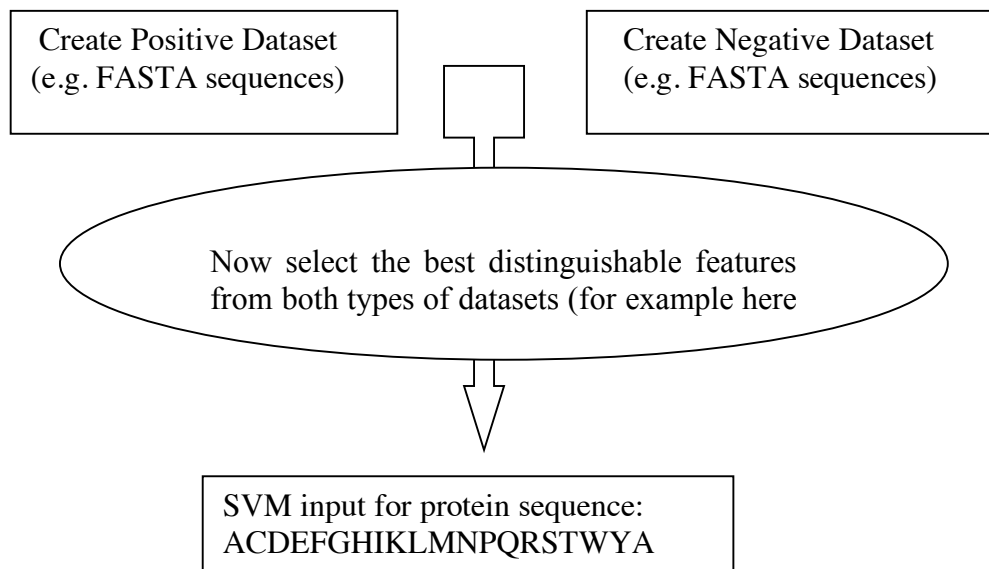 Create Positive Dataset
(e.g. FASTA sequences)
Create Negative Dataset
(e.g. FASTA sequences)
Now select the best distinguishable features
from both types of datasets (for example here
SVM input for protein sequence:
ACDEFGHIKLMNPQRSTWYA